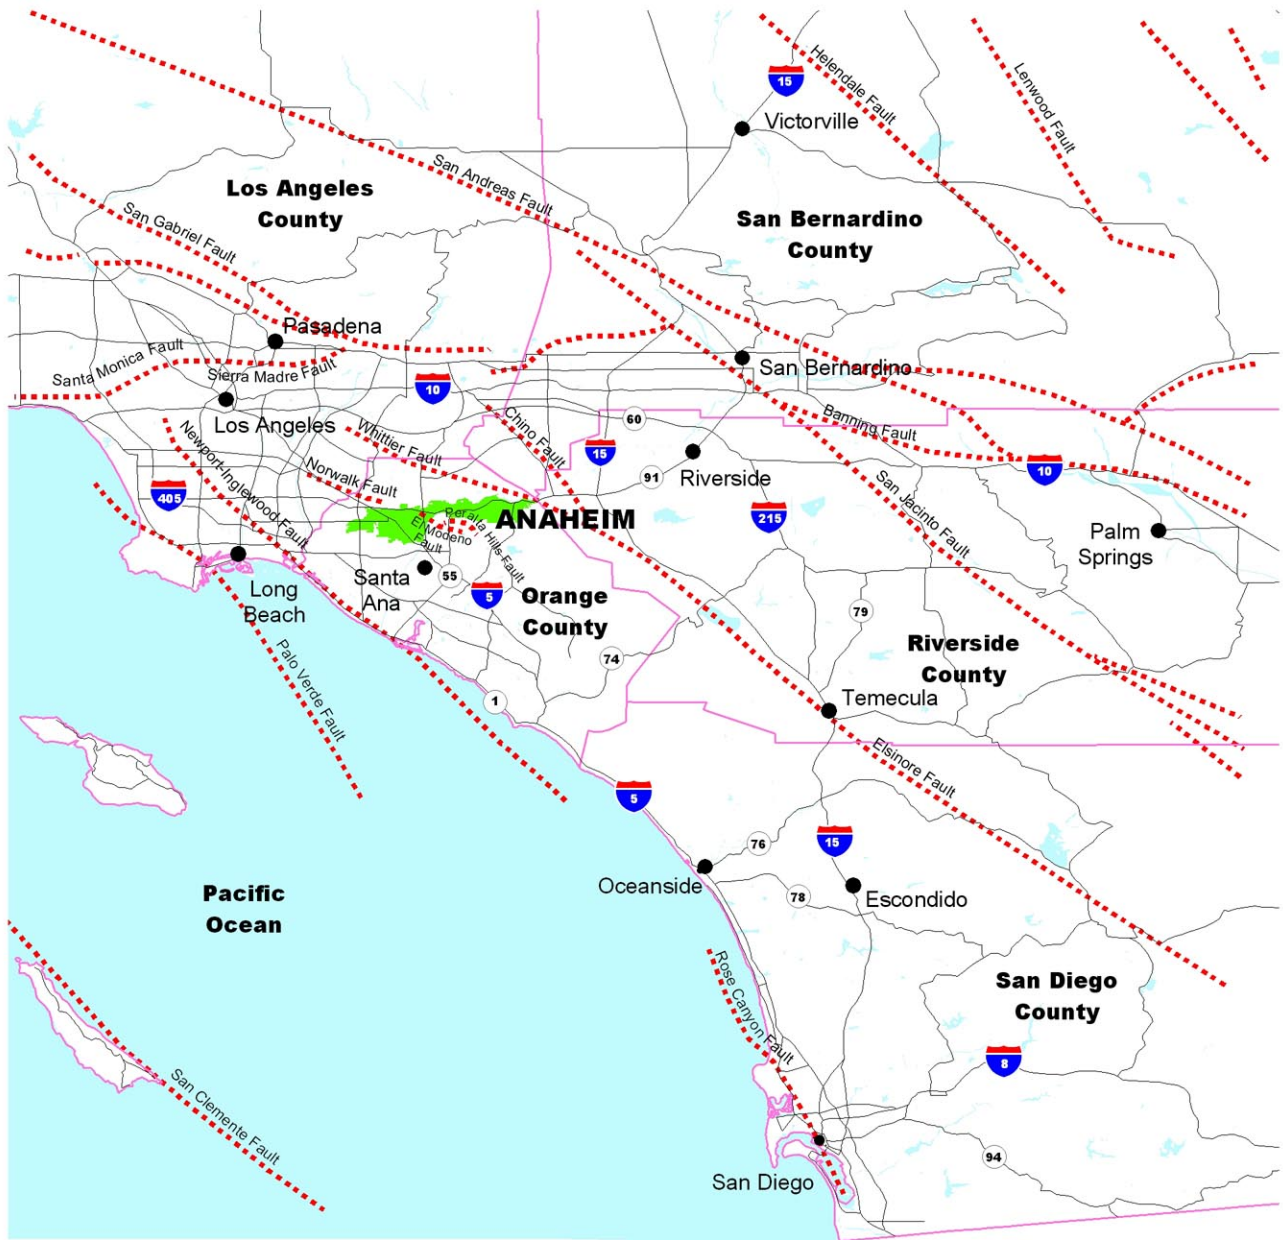 Helendale Fault
Lenwood Fault
15
Victorville
San Andreas Fault
Los Angeles
County
San Bernardino
County
San Gabriel Fault
Pasadena
Santa Monica Fault
Sierra Madre Fault
San Bernardino
10
Los Angeles
Chino Fault
60
Banning Fault
Whittier Fault
Newport-Inglewood Fault
15
Riverside
91
10
Norwalk Fault
405
San Jacinto Fault
215
ANAHEIM
Peralta Hills Fault
El Modeno
Fault
Palm
Springs
Santa
Ana
55
5
Long
Beach
Orange
County
79
Riverside
County
74
Palo Verde Fault
1
Temecula
Elsinore Fault
5
76
15
Oceanside
78
Escondido
Pacific
Ocean
Rose Canyon Fault
San Diego
County
8
San Clemente Fault
94
San Diego